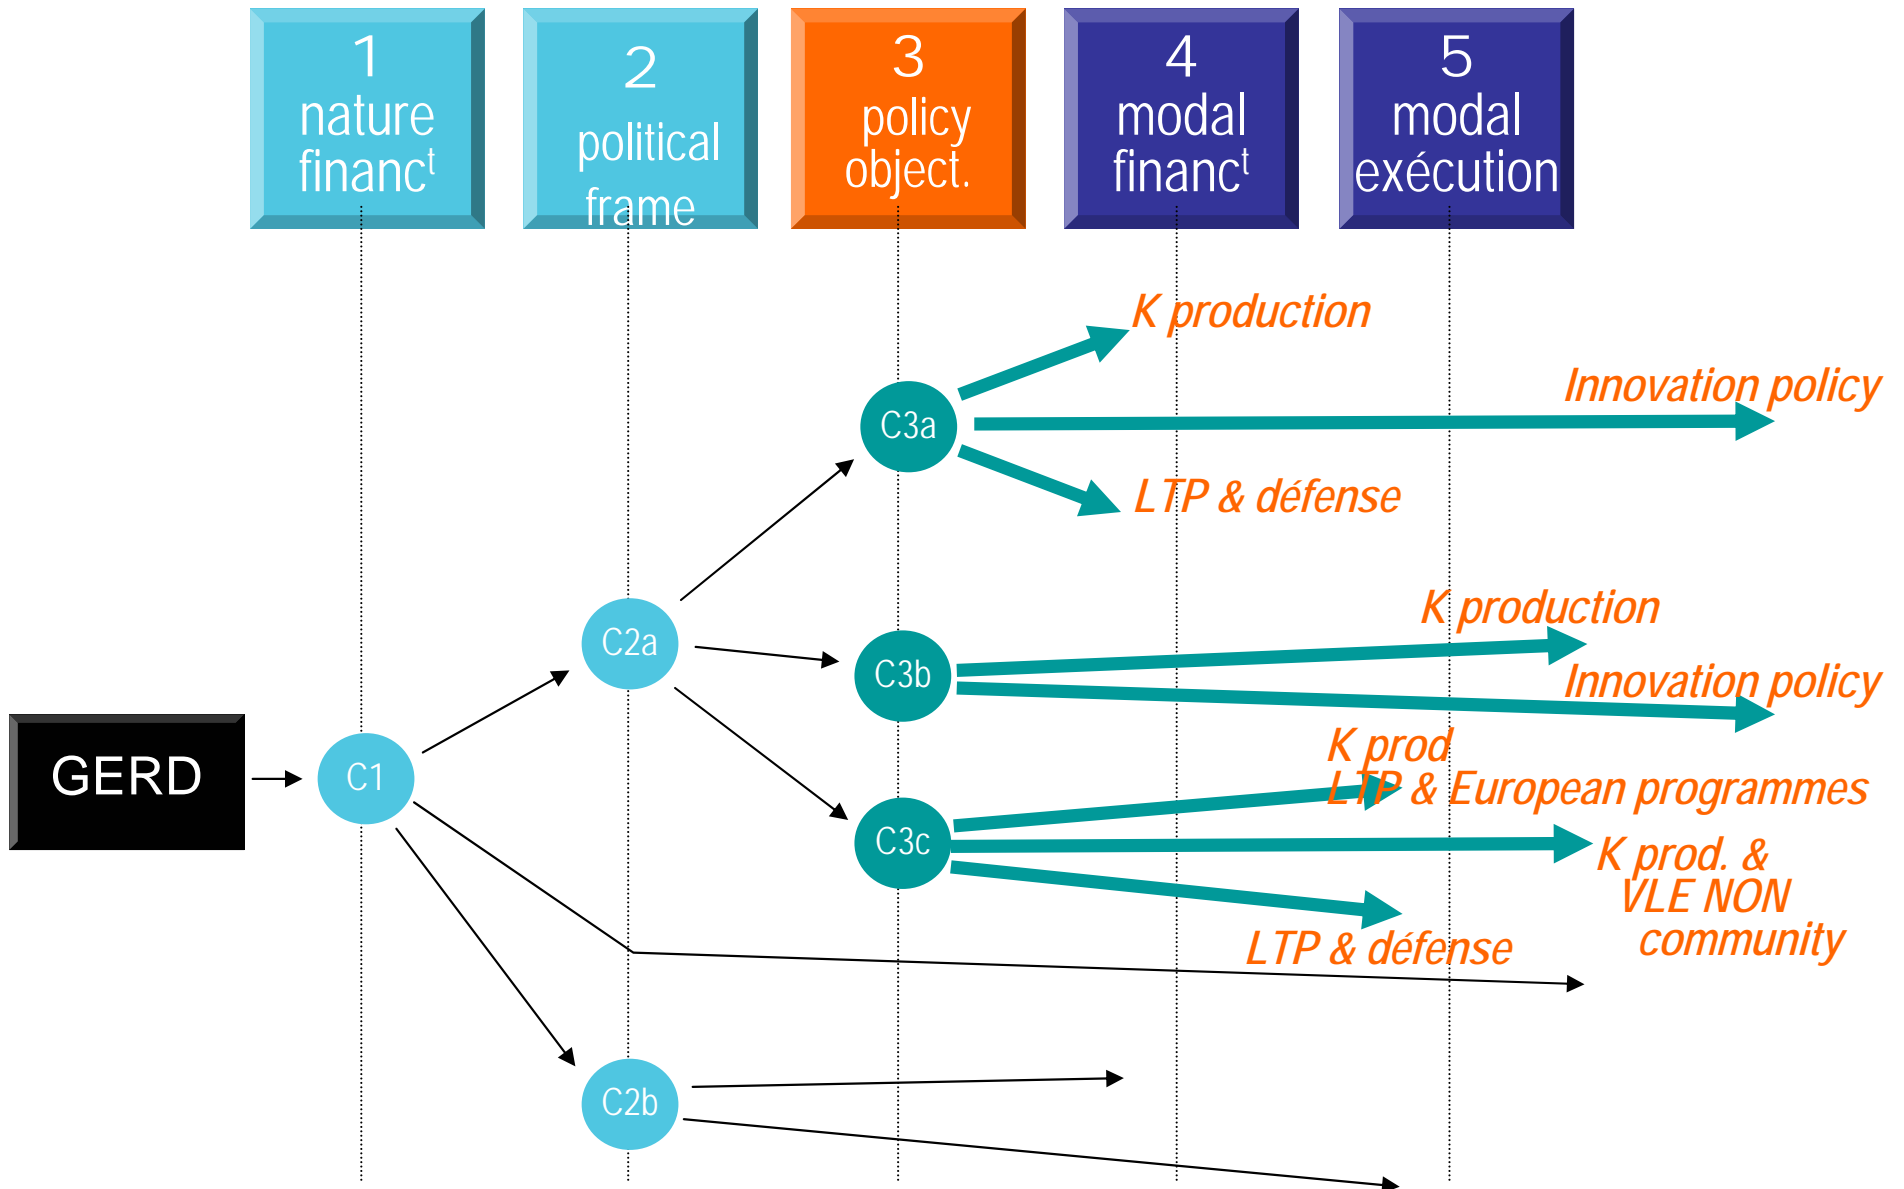 1
nature
financt
2
political
frame
3
policy
object.
4
modal
financt
5
modal
exécution
K production
Innovation policy
C3a
LTP & défense
K production
C2a
C3b
Innovation policy
GERD
C1
K prod
LTP & European programmes
C3c
K prod. &
VLE NON
community
LTP & défense
C2b